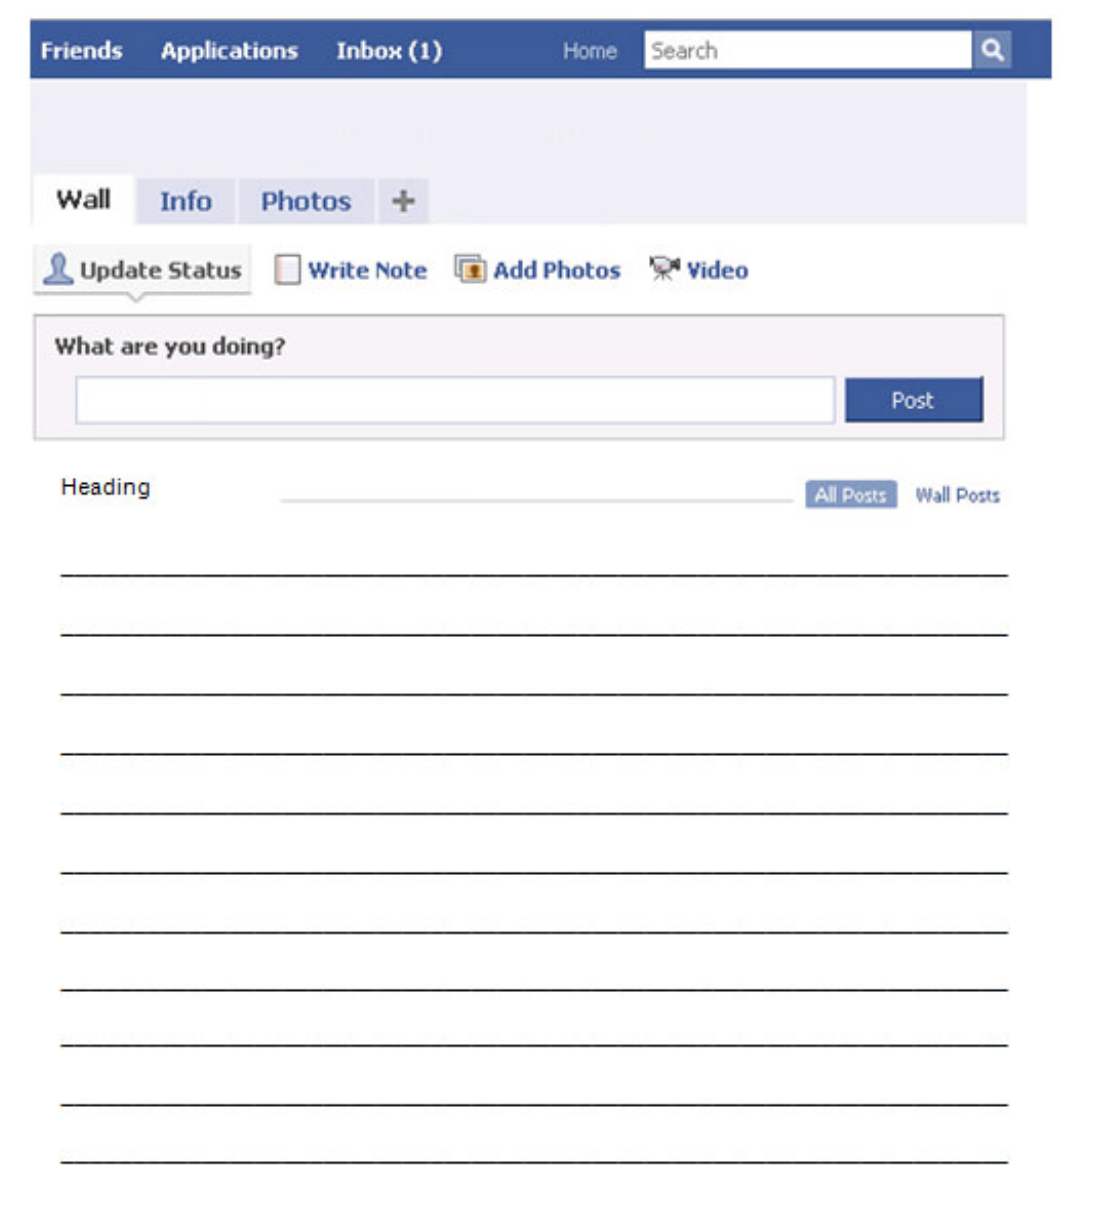 Friends Applications Inbox (1) Home Search
Wall Info Photos +
Update Status Write Note Add Photos Video
What are you doing?
Post
Heading All Posts Wall Posts